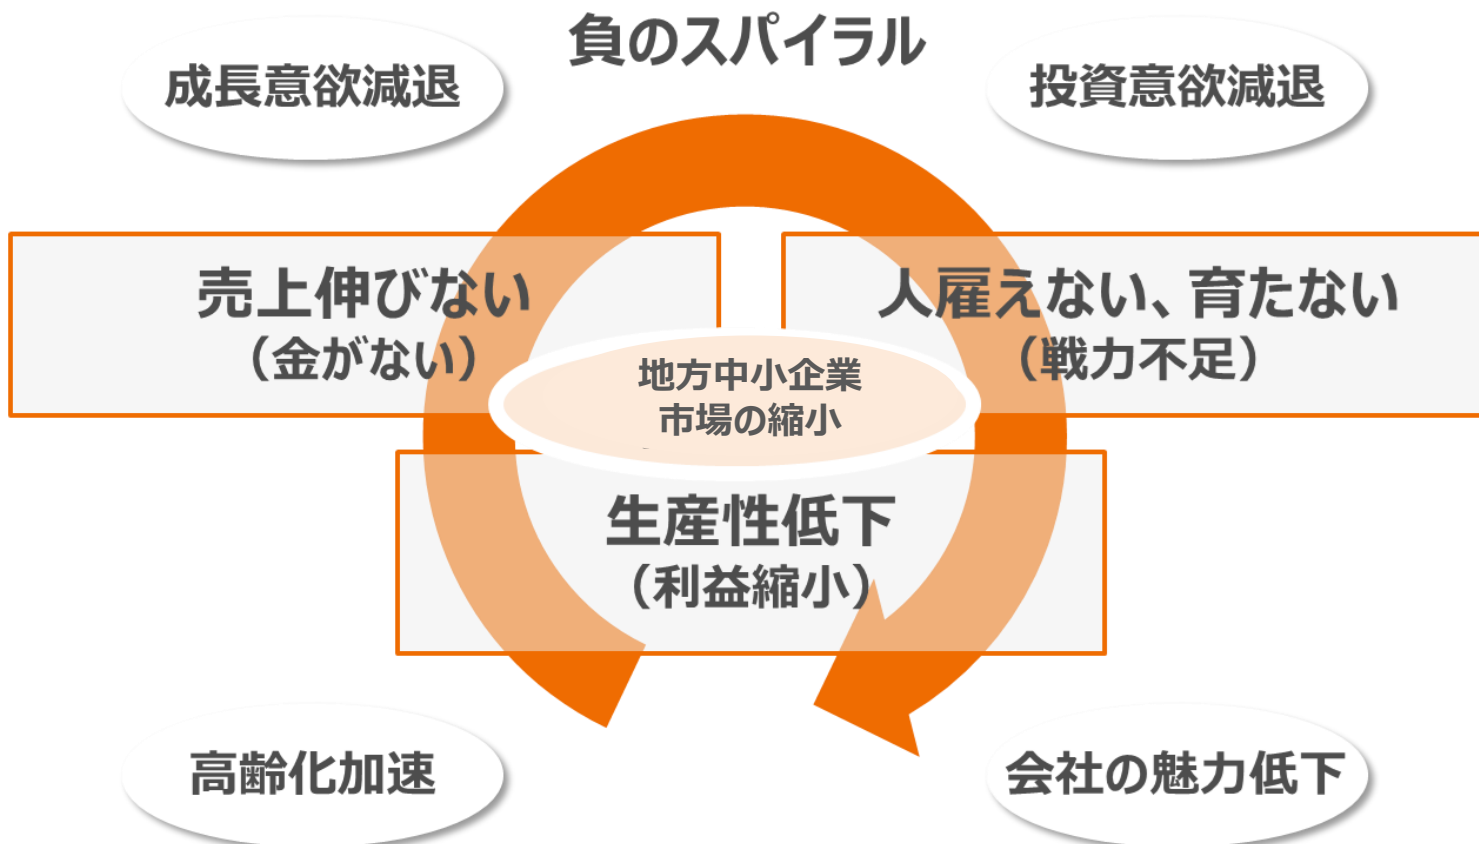 負のスパイラル
成長意欲減退
投資意欲減退
売上伸びない
（金がない）
人雇えない、育たない
（戦力不足）
地方中小企業
市場の縮小
生産性低下
（利益縮小）
高齢化加速
会社の魅力低下